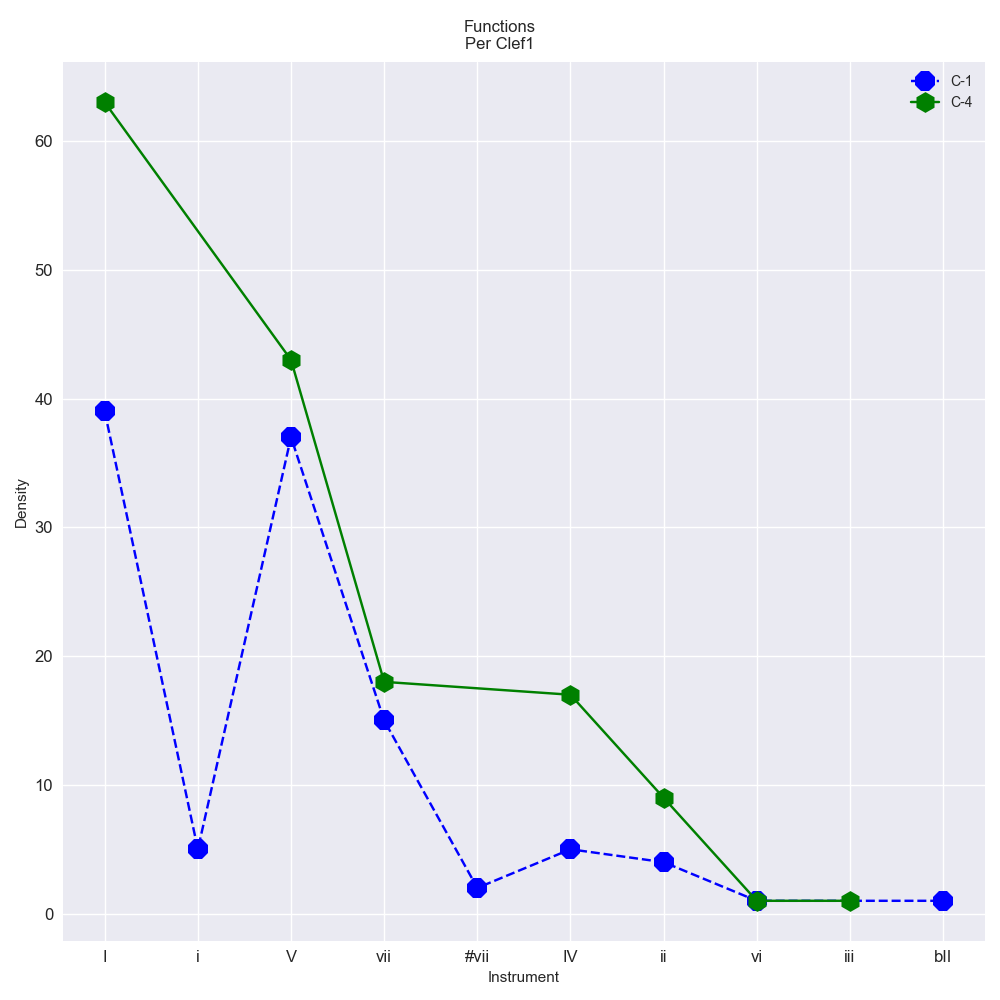 Functions
Per Clef1
C-1
C-4
60
50
40
30
20
10
0
Density
I i V vii #vii IV ii vi iii bII
Instrument